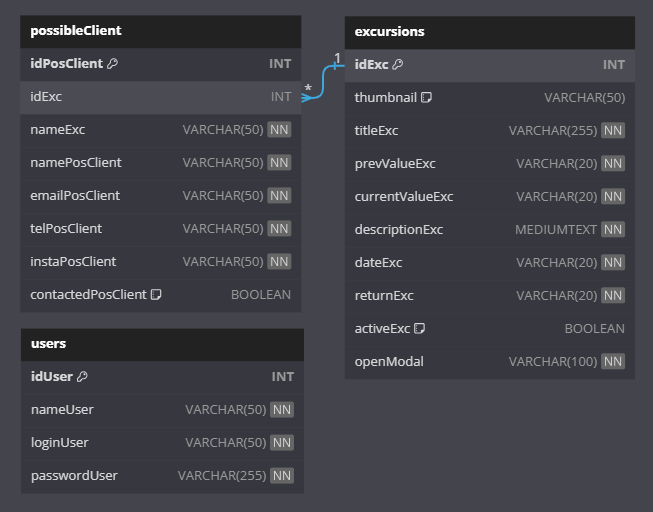 possibleClient
idPosClient INT
idExc INT
nameExc VARCHAR(50) NN
namePosClient VARCHAR(50) NN
emailPosClient VARCHAR(50) NN
telPosClient VARCHAR(50) NN
instaPosClient VARCHAR(50) NN
contactedPosClient BOOLEAN
* 1
excursions
idExc INT
thumbnail VARCHAR(50)
titleExc VARCHAR(255) NN
prevValueExc VARCHAR(20) NN
currentValueExc VARCHAR(20) NN
descriptionExc MEDIUMTEXT NN
dateExc VARCHAR(20) NN
returnExc VARCHAR(20) NN
activeExc BOOLEAN
openModal VARCHAR(100) NN
users
idUser INT
nameUser VARCHAR(50) NN
loginUser VARCHAR(50) NN
passwordUser VARCHAR(255) NN